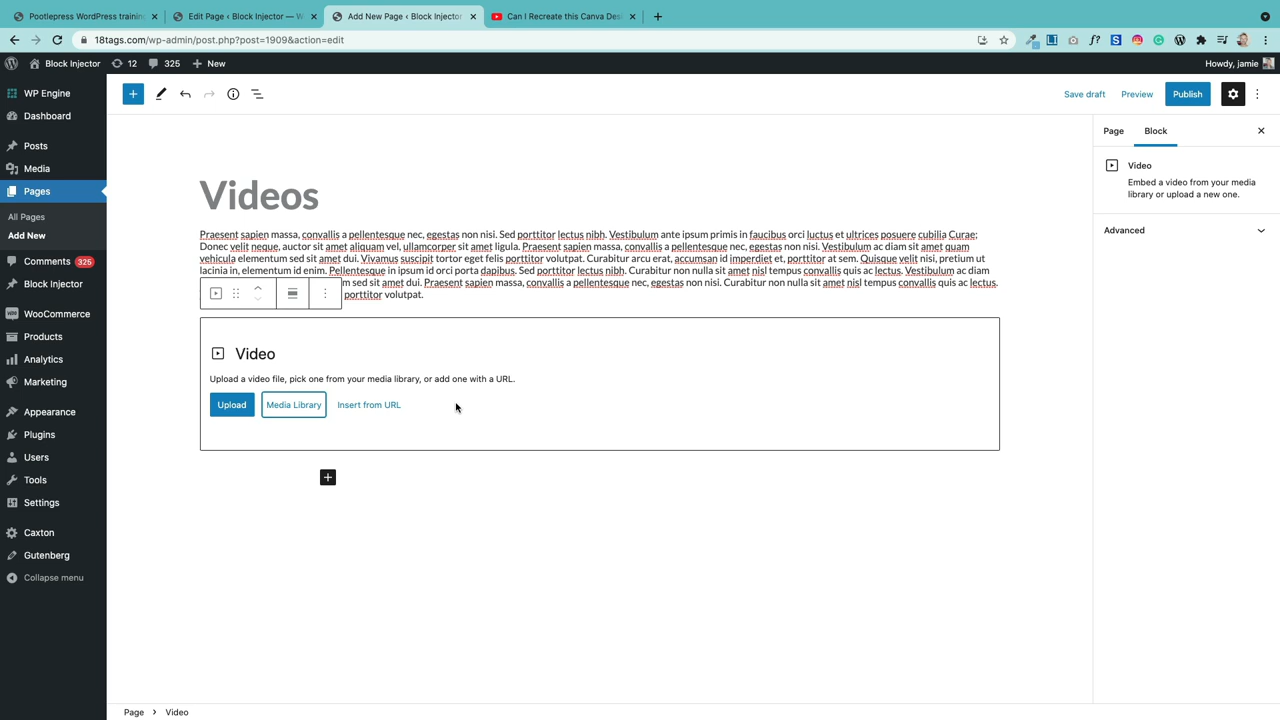 Pootlepress WordPress training
Edit Page ‹ Block Injector — W
Add New Page ‹ Block Injector
Can I Recreate this Canva Des
18tags.com/wp-admin/post.php?post=1909&action=edit
Block Injector
12
325
New
Howdy, jamie
WP Engine
Dashboard
Posts
Media
Pages
All Pages
Add New
Comments 325
Block Injector
WooCommerce
Products
Analytics
Marketing
Appearance
Plugins
Users
Tools
Settings
Caxton
Gutenberg
Collapse menu
Save draft
Preview
Publish
Videos
Praesent sapien massa, convallis a pellentesque nec, egestas non nisi. Sed porttitor lectus nibh. Vestibulum ante ipsum primis in faucibus orci luctus et ultrices posuere cubilia Curae;
Donec velit neque, auctor sit amet aliquam vel, ullamcorper sit amet ligula. Praesent sapien massa, convallis a pellentesque nec, egestas non nisi. Vestibulum ac diam sit amet quam
vehicula elementum sed sit amet dui. Vivamus suscipit tortor eget felis porttitor volutpat. Curabitur arcu erat, accumsan id imperdiet et, porttitor at sem. Quisque velit nisi, pretium ut
lacinia in, elementum id enim. Pellentesque in ipsum id orci porta dapibus. Sed porttitor lectus nibh. Curabitur non nulla sit amet nisl tempus convallis quis ac lectus. Vestibulum ac diam
m sed sit amet dui. Praesent sapien massa, convallis a pellentesque nec, egestas non nisi. Curabitur non nulla sit amet nisl tempus convallis quis ac lectus.
porttitor volutpat.
Video
Upload a video file, pick one from your media library, or add one with a URL.
Upload
Media Library
Insert from URL
Page
Block
Video
Embed a video from your media
library or upload a new one.
Advanced
Page
Video